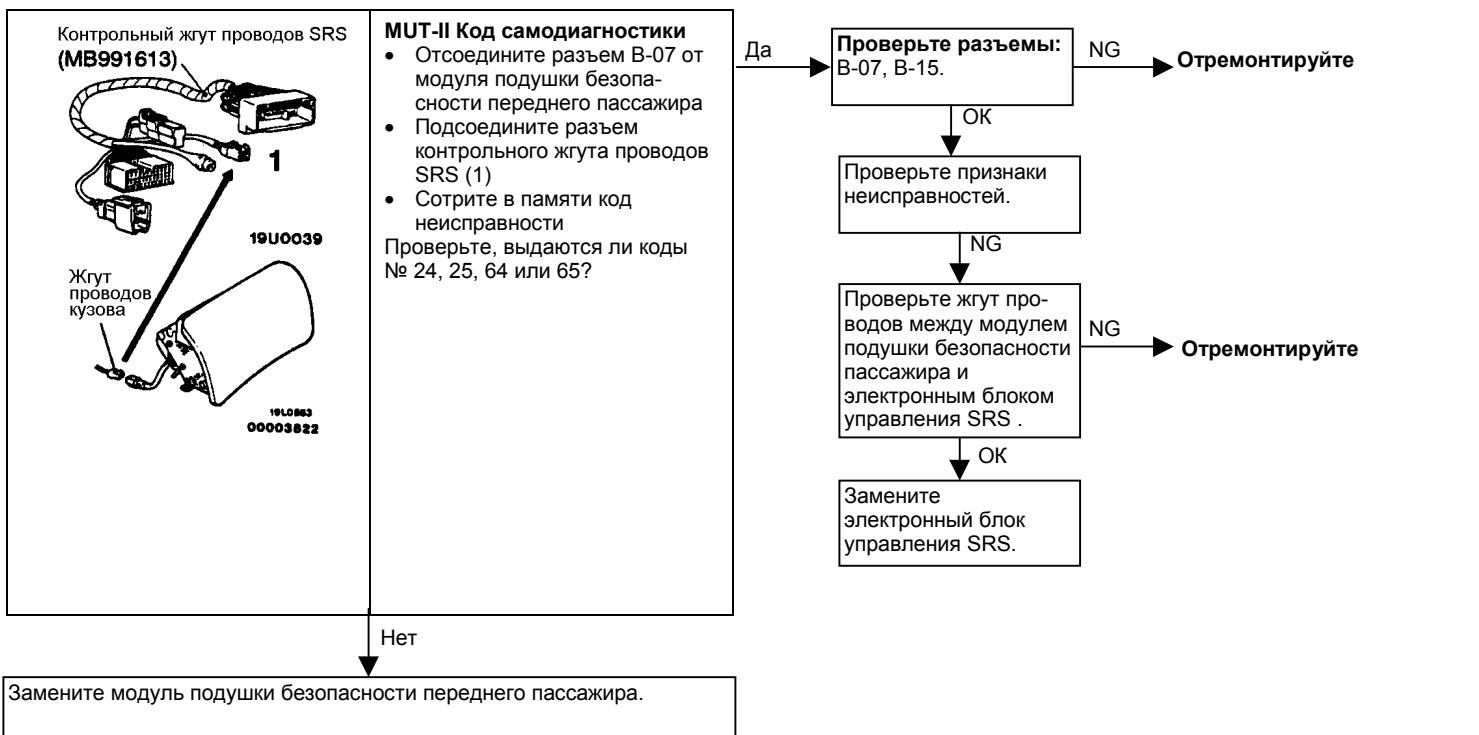 Контрольный жгут проводов SRS
(MB991613)
1
19U0039
Жгут
проводов
кузова
19L0663
00003822
MUT-II Код самодиагностики
• Отсоедините разъем B-07 от
модуля подушки безопа-
сности переднего пассажира
• Подсоедините разъем
контрольного жгута проводов
SRS (1)
• Сотрите в памяти код
неисправности
Проверьте, выдаются ли коды
№ 24, 25, 64 или 65?
Да
Проверьте разъемы:
B-07, B-15.
NG
Отремонтируйте
ОК
Проверьте признаки
неисправностей.
NG
Проверьте жгут про-
водов между модулем
подушки безопасности
пассажира и
электронным блоком
управления SRS .
NG
Отремонтируйте
ОК
Замените
электронный блок
управления SRS.
Нет
Замените модуль подушки безопасности переднего пассажира.